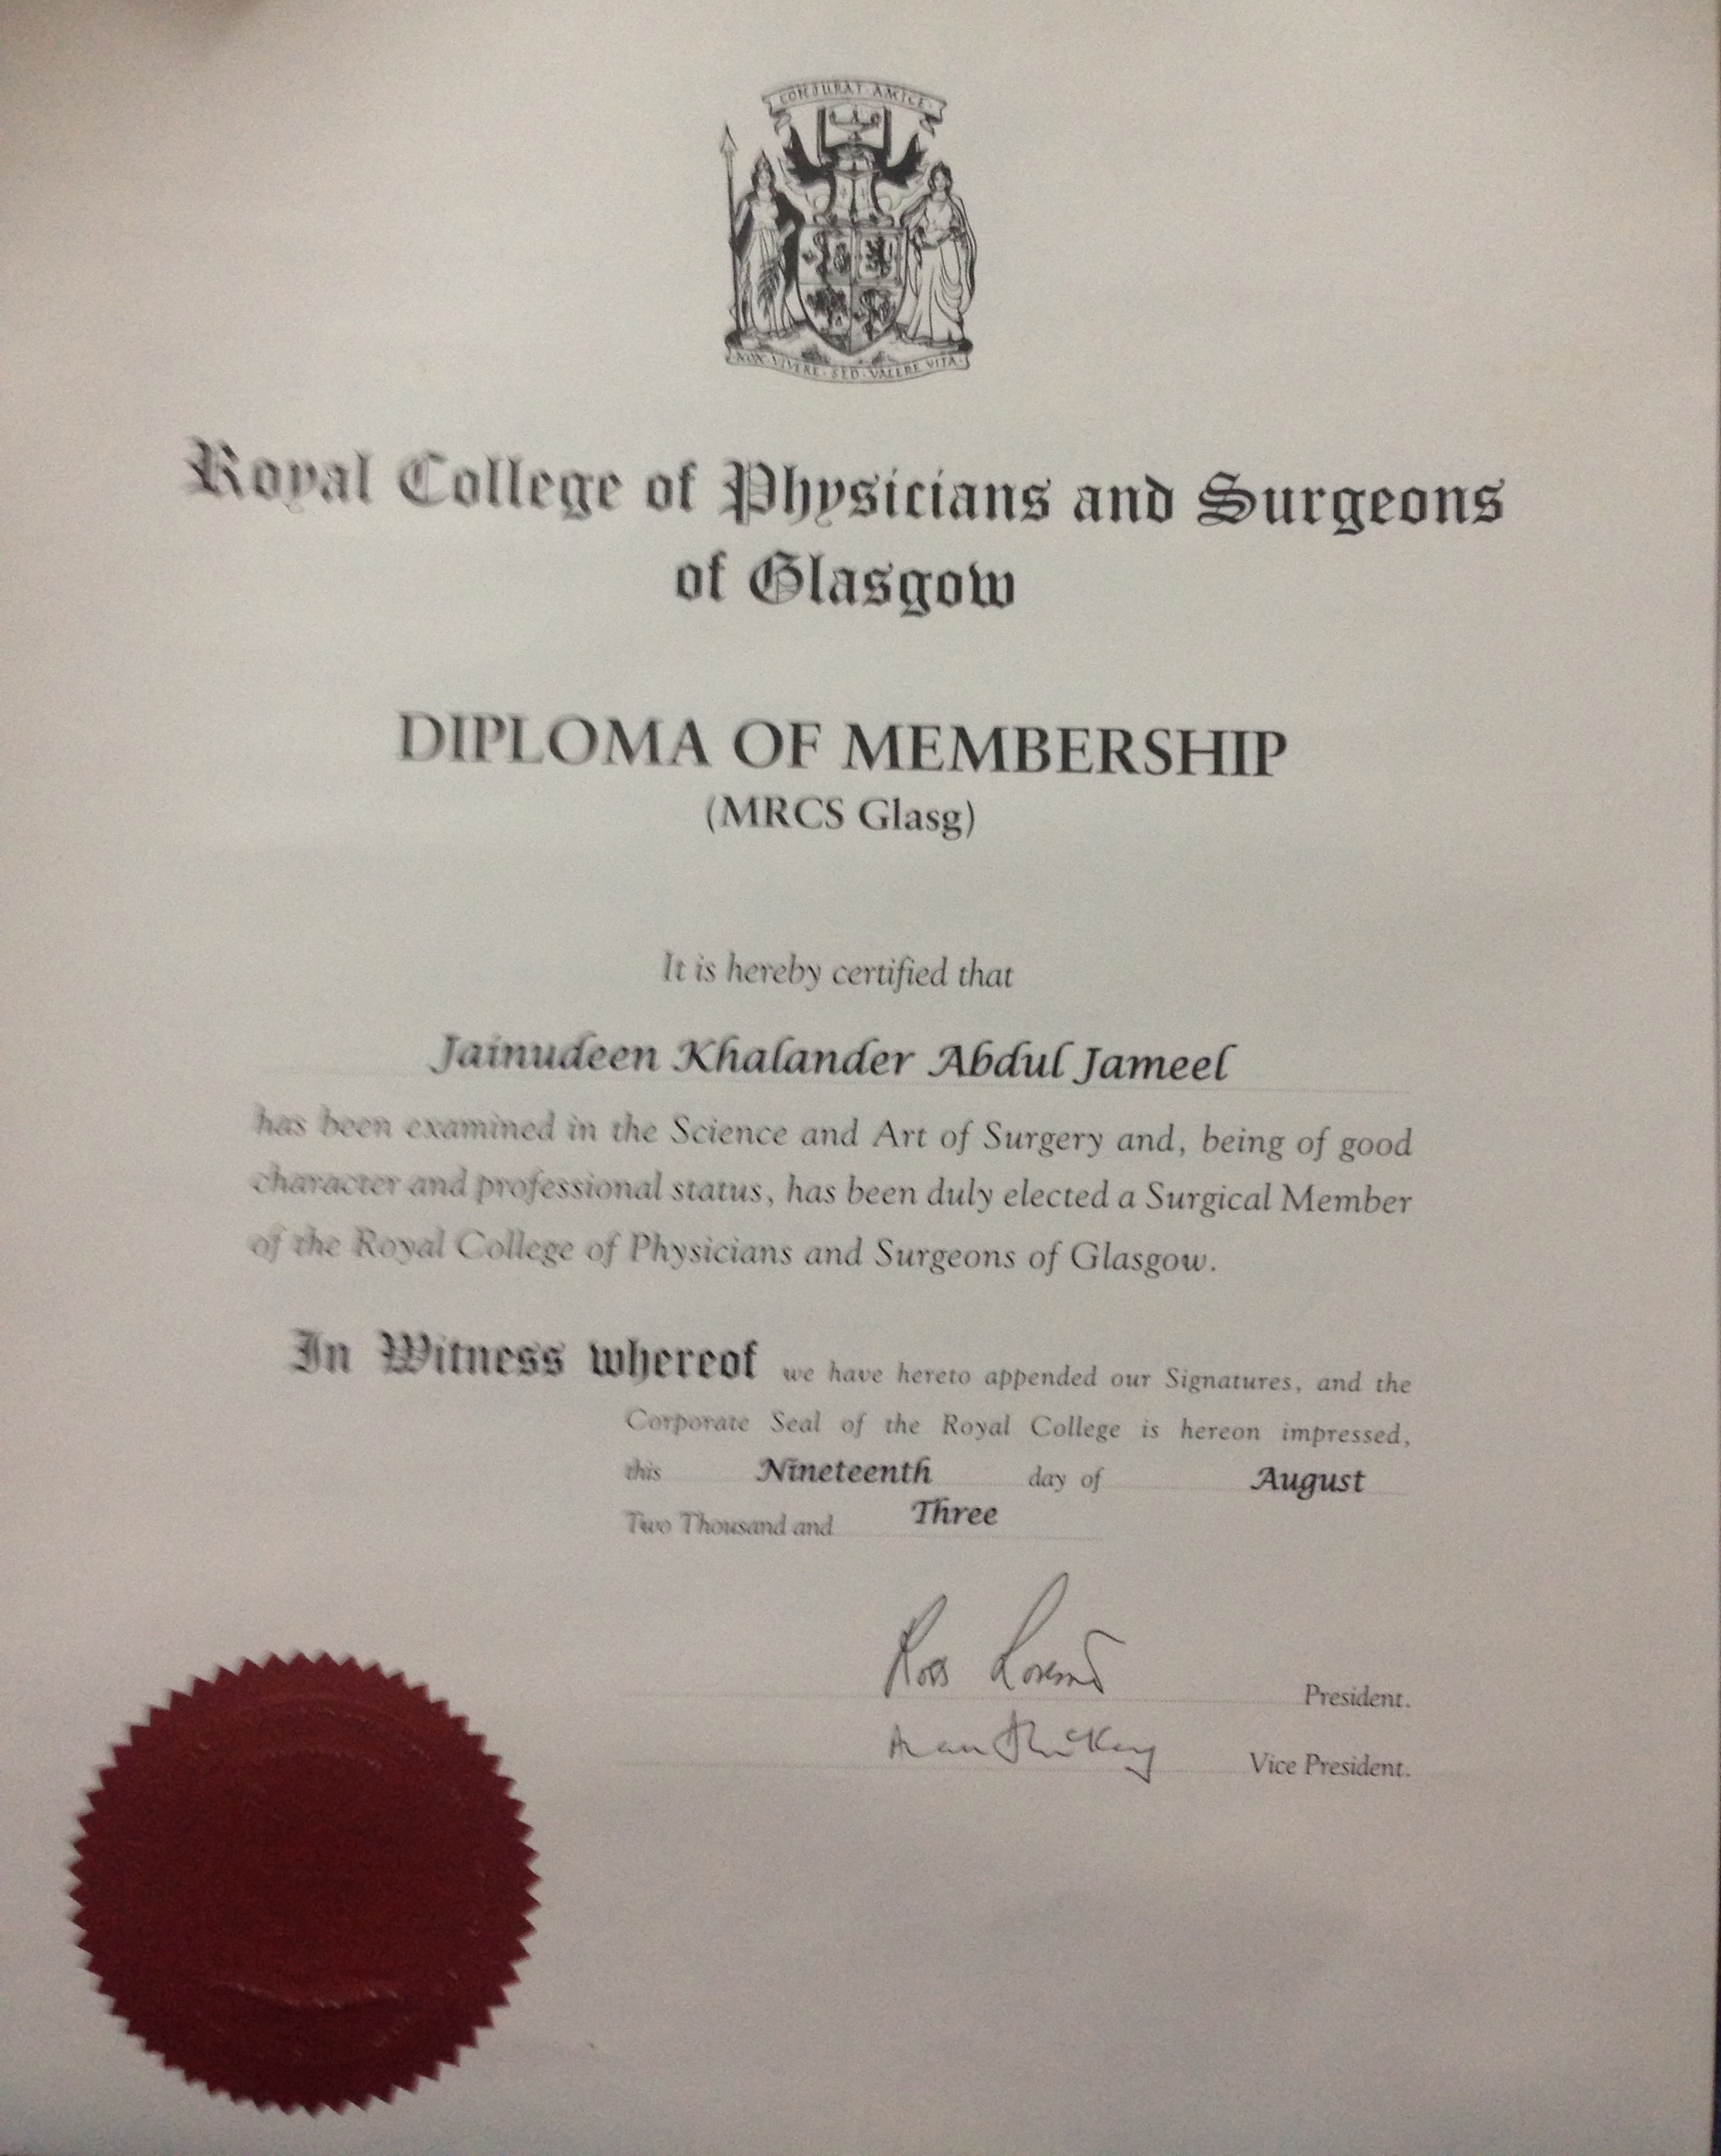 CONJURAT AMICE
NON · VIVERE · SED · VALERE VITA
Royal College of Physicians and Surgeons
of Glasgow
DIPLOMA OF MEMBERSHIP
(MRCS Glasg)
It is hereby certified that
Jainudeen Khalander Abdul Jameel
has been examined in the Science and Art of Surgery and, being of good
character and professional status, has been duly elected a Surgical Member
of the Royal College of Physicians and Surgeons of Glasgow.
In Witness whereof we have hereto appended our Signatures, and the
Corporate Seal of the Royal College is hereon impressed,
this Nineteenth day of August
Two Thousand and Three
Ross President.
Vice President.